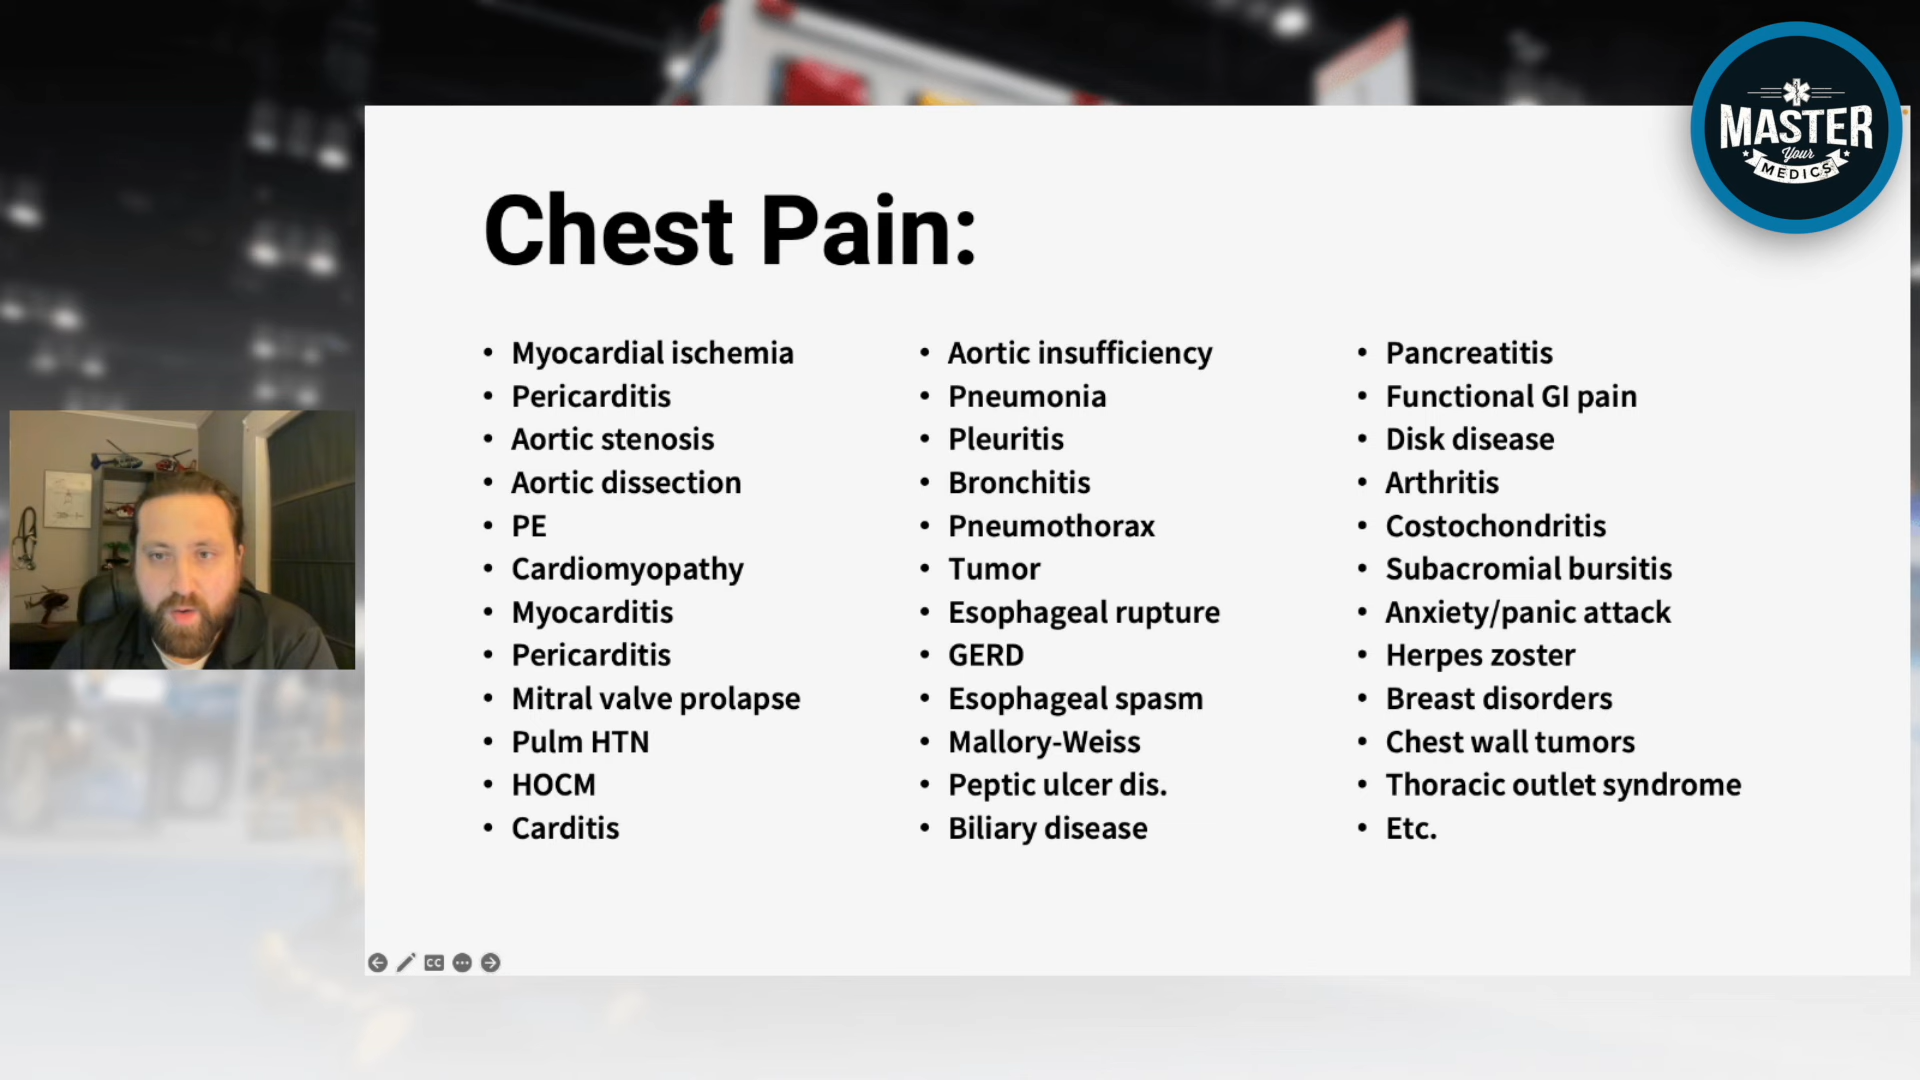 MASTER
Your
MEDICS
Chest Pain:
• Myocardial ischemia
• Pericarditis
• Aortic stenosis
• Aortic dissection
• PE
• Cardiomyopathy
• Myocarditis
• Pericarditis
• Mitral valve prolapse
• Pulm HTN
• HOCM
• Carditis
• Aortic insufficiency
• Pneumonia
• Pleuritis
• Bronchitis
• Pneumothorax
• Tumor
• Esophageal rupture
• GERD
• Esophageal spasm
• Mallory-Weiss
• Peptic ulcer dis.
• Biliary disease
• Pancreatitis
• Functional GI pain
• Disk disease
• Arthritis
• Costochondritis
• Subacromial bursitis
• Anxiety/panic attack
• Herpes zoster
• Breast disorders
• Chest wall tumors
• Thoracic outlet syndrome
• Etc.
CC